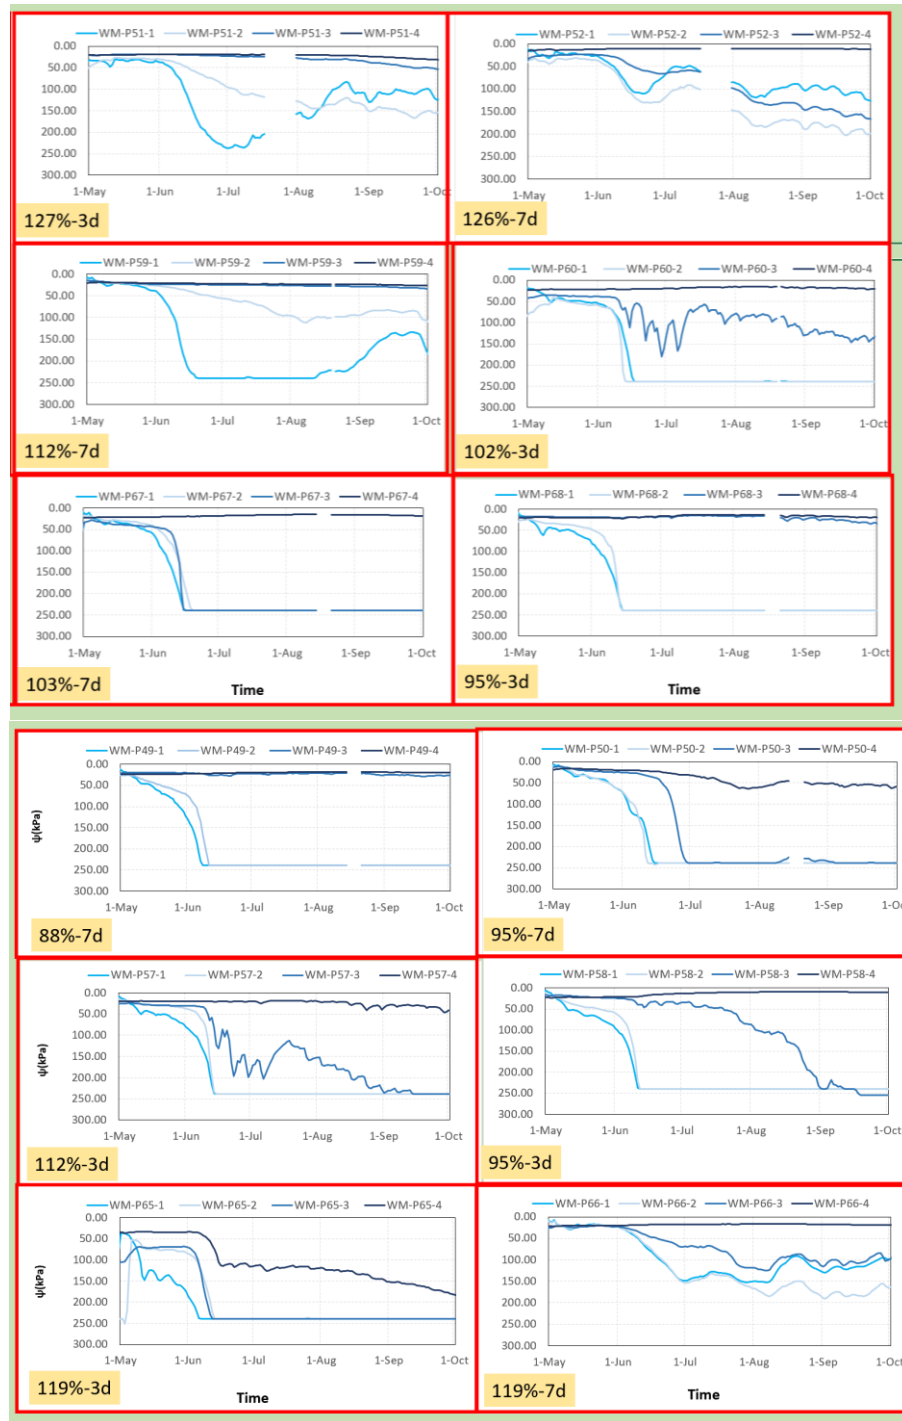 WM-P51-1 WM-P51-2 WM-P51-3 WM-P51-4
0.00
50.00
100.00
150.00
200.00
250.00
300.00
1-May 1-Jun 1-Jul 1-Aug 1-Sep 1-Oct
127%-3d
WM-P52-1 WM-P52-2 WM-P52-3 WM-P52-4
0.00
50.00
100.00
150.00
200.00
250.00
300.00
1-May 1-Jun 1-Jul 1-Aug 1-Sep 1-Oct
126%-7d
WM-P59-1 WM-P59-2 WM-P59-3 WM-P59-4
0.00
50.00
100.00
150.00
200.00
250.00
300.00
1-May 1-Jun 1-Jul 1-Aug 1-Sep 1-Oct
112%-7d
WM-P60-1 WM-P60-2 WM-P60-3 WM-P60-4
0.00
50.00
100.00
150.00
200.00
250.00
300.00
1-May 1-Jun 1-Jul 1-Aug 1-Sep 1-Oct
102%-3d
WM-P67-1 WM-P67-2 WM-P67-3 WM-P67-4
0.00
50.00
100.00
150.00
200.00
250.00
300.00
1-May 1-Jun 1-Jul 1-Aug 1-Sep 1-Oct
103%-7d
Time
WM-P68-1 WM-P68-2 WM-P68-3 WM-P68-4
0.00
50.00
100.00
150.00
200.00
250.00
300.00
1-May 1-Jun 1-Jul 1-Aug 1-Sep 1-Oct
95%-3d
Time
WM-P49-1 WM-P49-2 WM-P49-3 WM-P49-4
ψ(kPa)
0.00
50.00
100.00
150.00
200.00
250.00
300.00
1-May 1-Jun 1-Jul 1-Aug 1-Sep 1-Oct
88%-7d
WM-P50-1 WM-P50-2 WM-P50-3 WM-P50-4
0.00
50.00
100.00
150.00
200.00
250.00
300.00
1-May 1-Jun 1-Jul 1-Aug 1-Sep 1-Oct
95%-7d
WM-P57-1 WM-P57-2 WM-P57-3 WM-P57-4
ψ(kPa)
0.00
50.00
100.00
150.00
200.00
250.00
300.00
1-May 1-Jun 1-Jul 1-Aug 1-Sep 1-Oct
112%-3d
WM-P58-1 WM-P58-2 WM-P58-3 WM-P58-4
0.00
50.00
100.00
150.00
200.00
250.00
300.00
1-May 1-Jun 1-Jul 1-Aug 1-Sep 1-Oct
95%-3d
WM-P65-1 WM-P65-2 WM-P65-3 WM-P65-4
ψ(kPa)
0.00
50.00
100.00
150.00
200.00
250.00
300.00
1-May 1-Jun 1-Jul 1-Aug 1-Sep 1-Oct
119%-3d
Time
WM-P66-1 WM-P66-2 WM-P66-3 WM-P66-4
0.00
50.00
100.00
150.00
200.00
250.00
300.00
1-May 1-Jun 1-Jul 1-Aug 1-Sep 1-Oct
119%-7d
Time